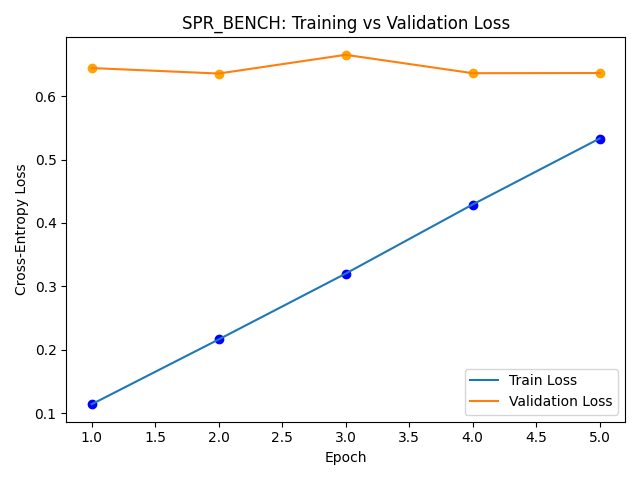 SPR_BENCH: Training vs Validation Loss
Cross-Entropy Loss
0.6
0.5
0.4
0.3
0.2
0.1
Train Loss
Validation Loss
1.0 1.5 2.0 2.5 3.0 3.5 4.0 4.5 5.0
Epoch